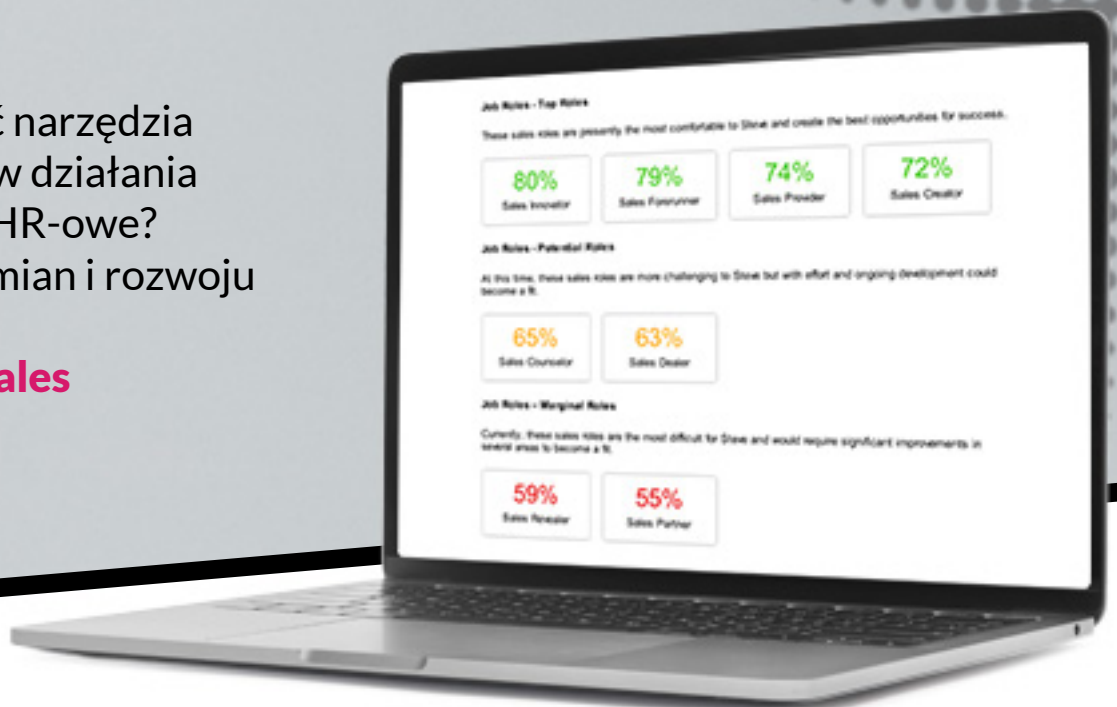 ć narzędzia
w działania
HR-owe?
mian i rozwoju
ales
Job Roles - Top Roles
These sales roles are presently the most comfortable to Steve and create the best opportunities for success.
80% 79% 74% 72%
Sales Innovator Sales Forerunner Sales Provider Sales Creator
Job Roles - Potential Roles
At this time, these sales roles are more challenging to Steve but with effort and ongoing development could
become a fit.
65% 63%
Sales Counselor Sales Dealer
Job Roles - Marginal Roles
Currently, these sales roles are the most difficult for Steve and would require significant improvements in
several areas to become a fit.
59% 55%
Sales Revealer Sales Partner